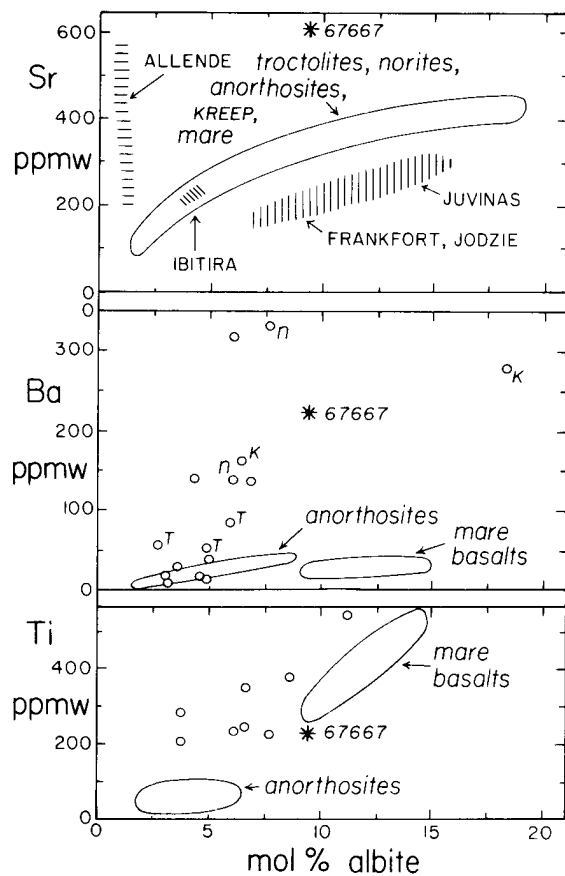 600
Sr
400
ppmw
200
0
67667
ALLENDE
troctolites, norites,
anorthosites,
KREEP,
mare
JUVINAS
FRANKFORT, JODZIE
IBITIRA
300
Ba
200
ppmw
100
0
n
K
67667
n K
T
T
T
anorthosites
mare
basalts
Ti
400
ppmw
200
0
mare
basalts
67667
anorthosites
0 5 10 15 20
mol % albite